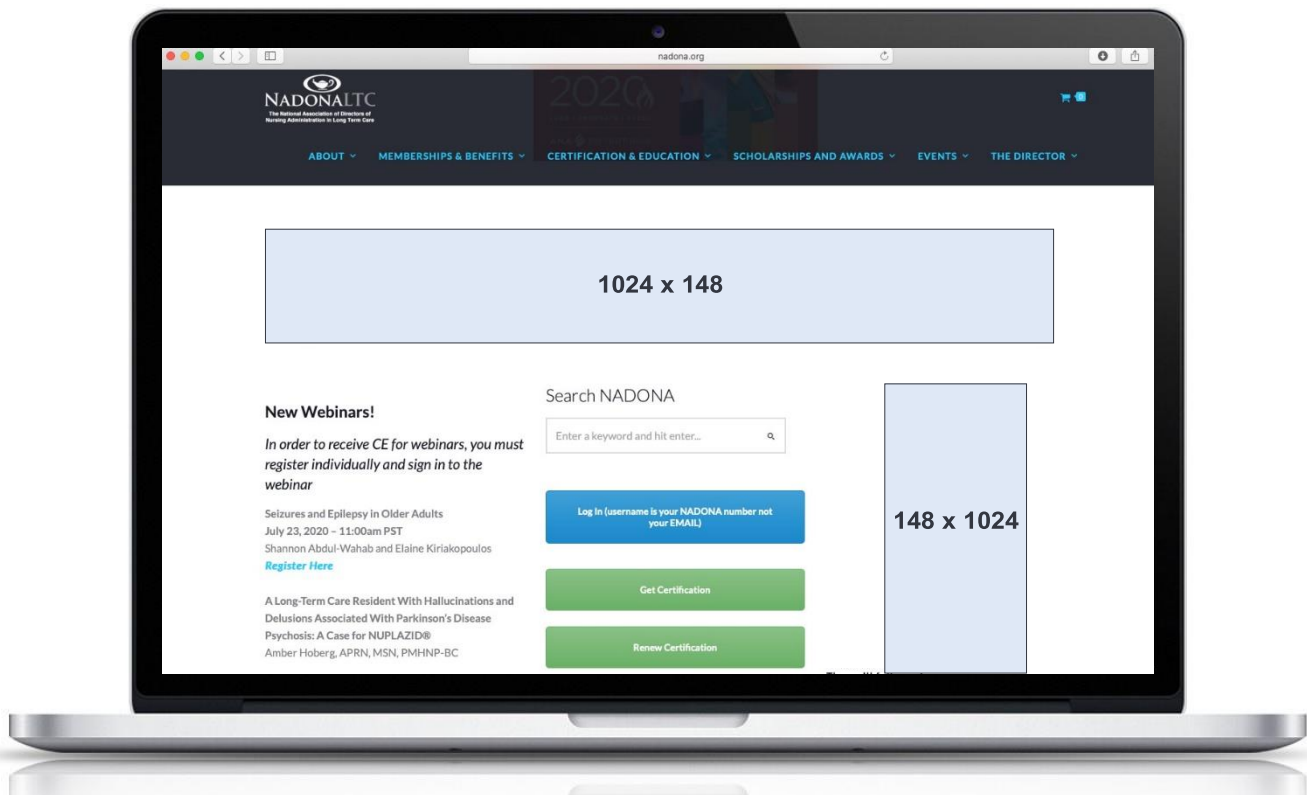 nadona.org
2020
NADONALTC
The National Association of Directors of
Nursing Administration in Long Term Care
0
ABOUT
MEMBERSHIPS & BENEFITS
CERTIFICATION & EDUCATION
SCHOLARSHIPS AND AWARDS
EVENTS
THE DIRECTOR
1024 x 148
New Webinars!
In order to receive CE for webinars, you must
register individually and sign in to the
webinar
Seizures and Epilepsy in Older Adults
July 23, 2020 – 11:00am PST
Shannon Abdul-Wahab and Elaine Kiriakopoulos
Register Here
A Long-Term Care Resident With Hallucinations and
Delusions Associated With Parkinson's Disease
Psychosis: A Case for NUPLAZID®
Amber Hoberg, APRN, MSN, PMHNP-BC
Search NADONA
Enter a keyword and hit enter...
Log In (username is your NADONA number not
your EMAIL)
Get Certification
Renew Certification
148 x 1024